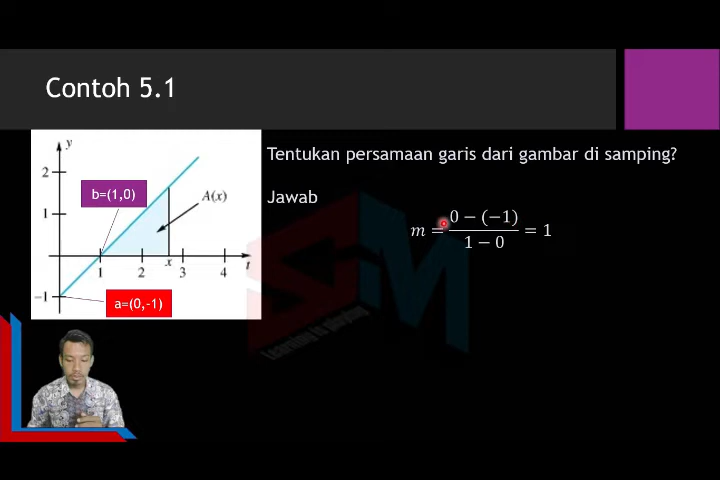 Contoh 5.1
y
2
1
-1
b=(1,0)
A(x)
1
2
x
3
4
t
a=(0,-1)
Tentukan persamaan garis dari gambar di samping?
Jawab
m = 0 − (−1) / 1 − 0 = 1